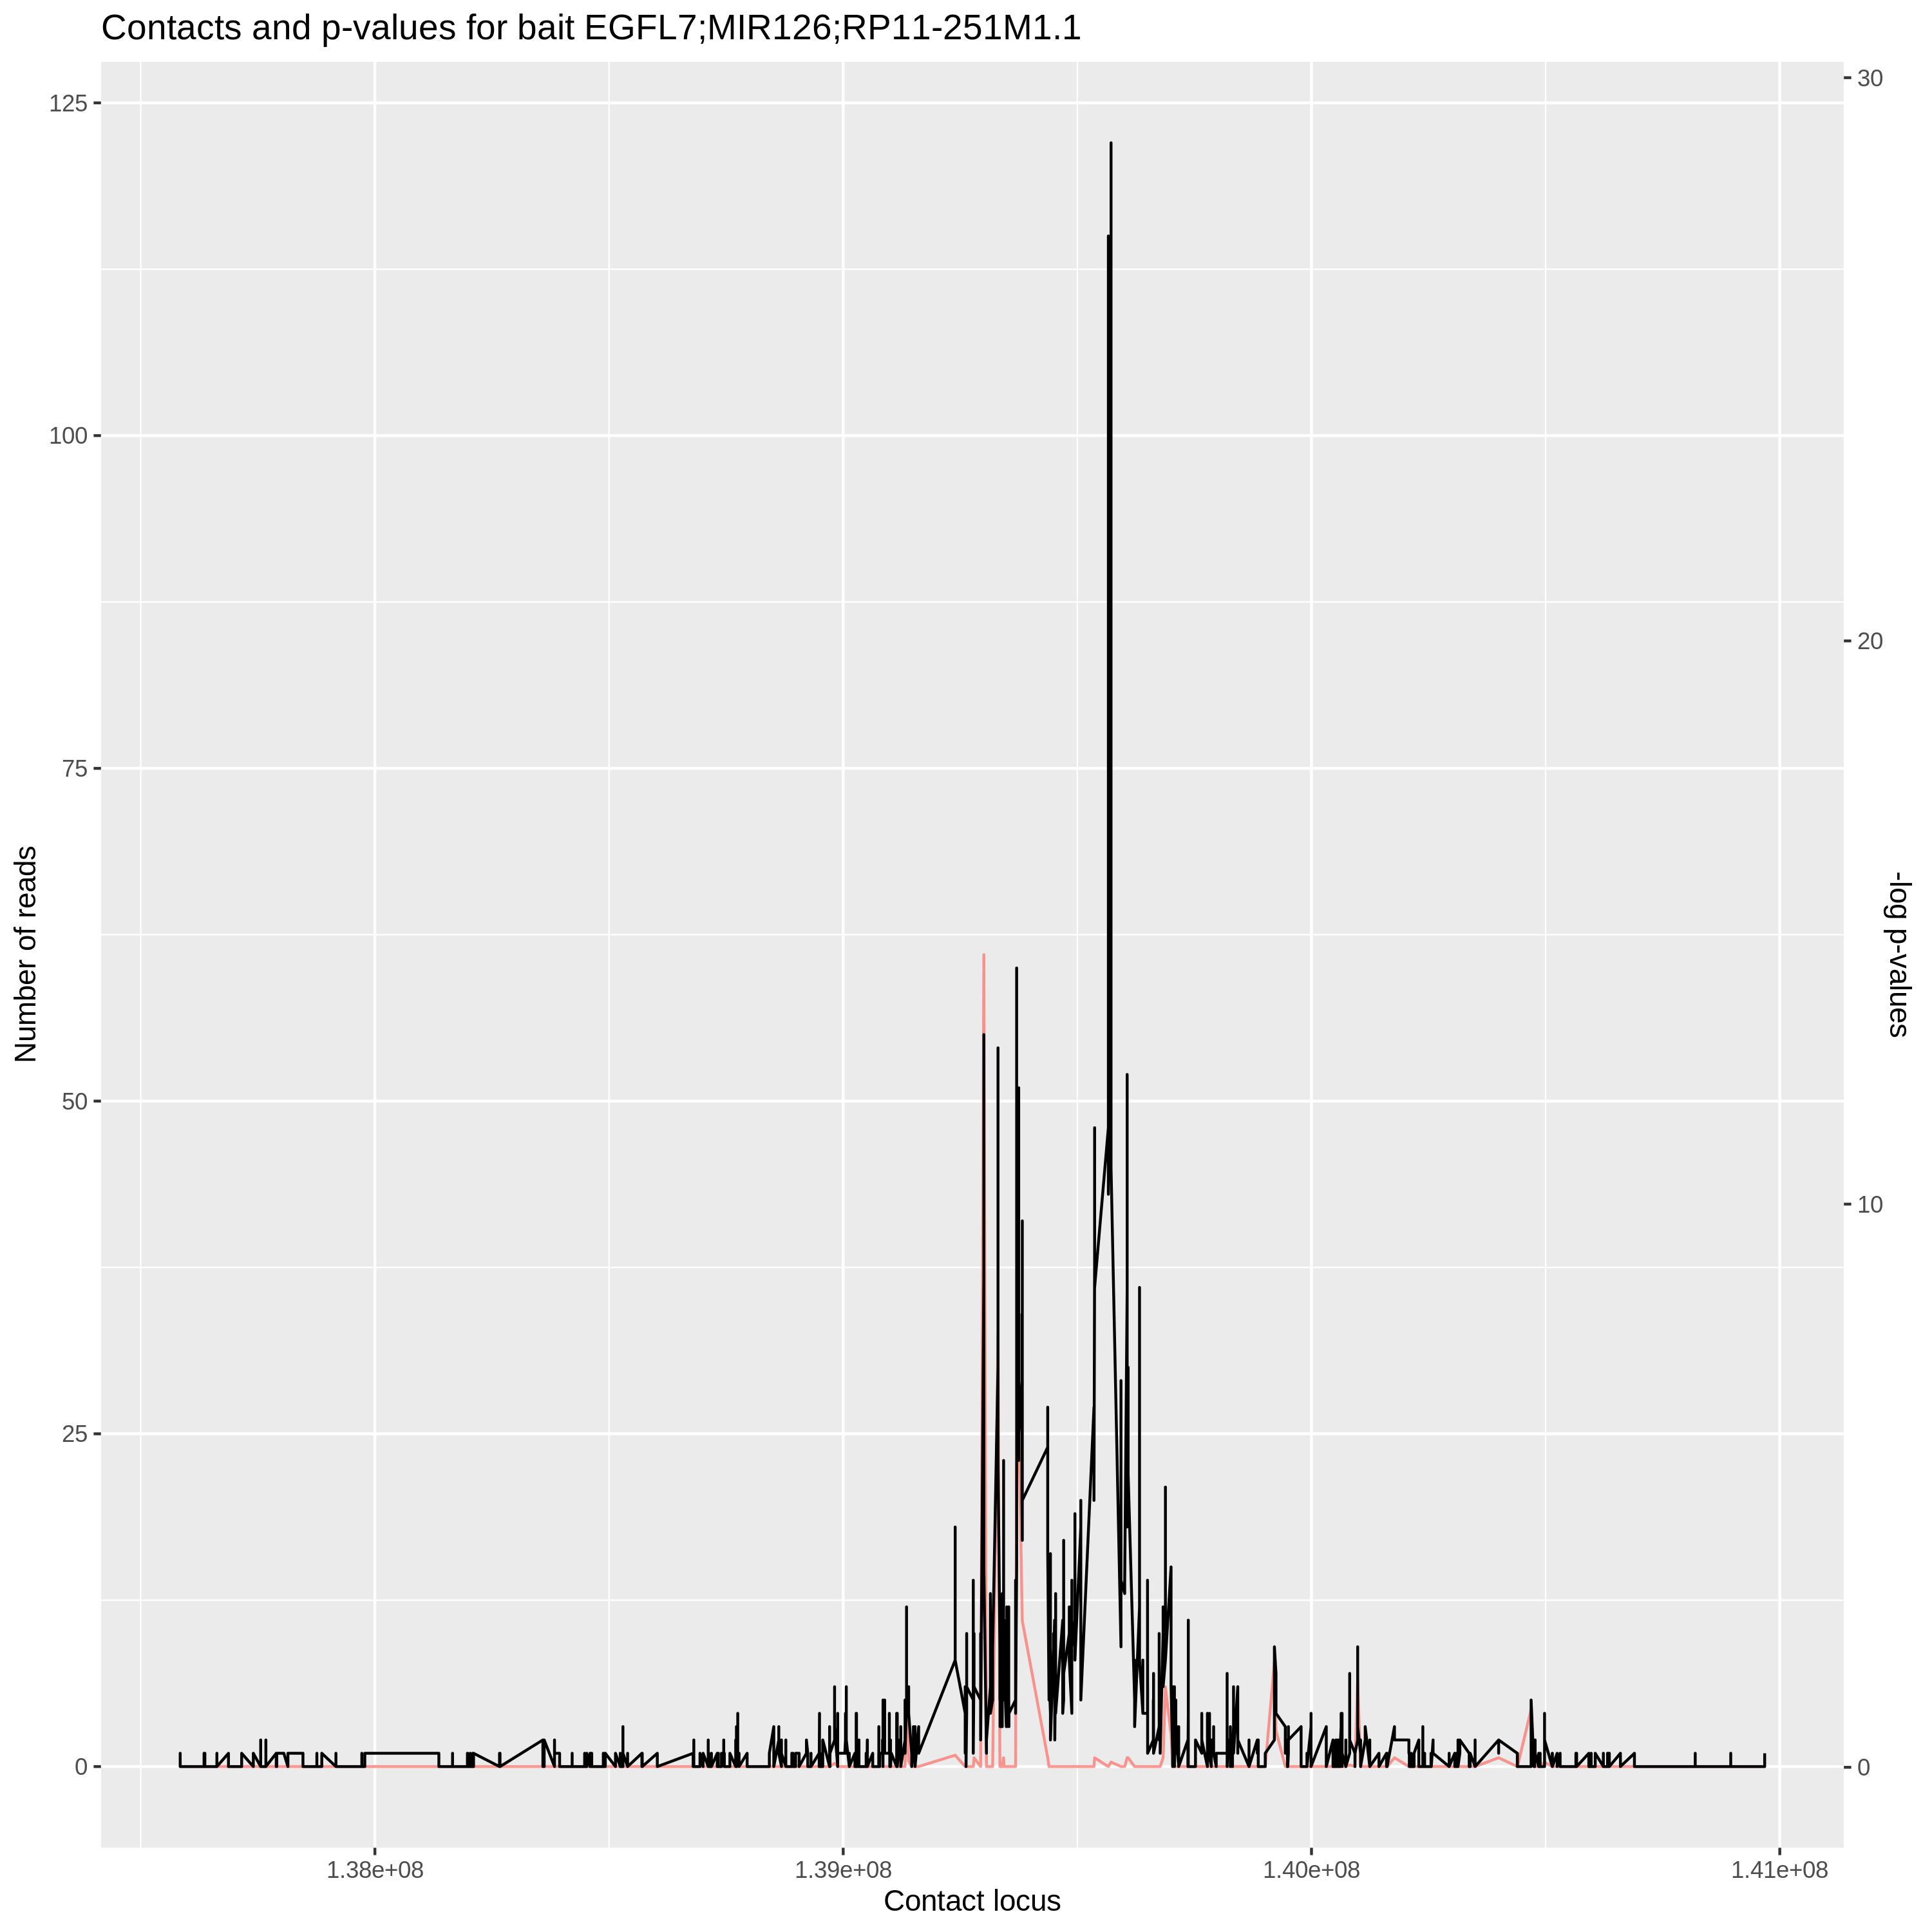 Contacts and p-values for bait EGFL7;MIR126;RP11-251M1.1
125
100
75
50
25
0
Number of reads
30
20
10
0
-log p-values
1.38e+08
1.39e+08
1.40e+08
1.41e+08
Contact locus